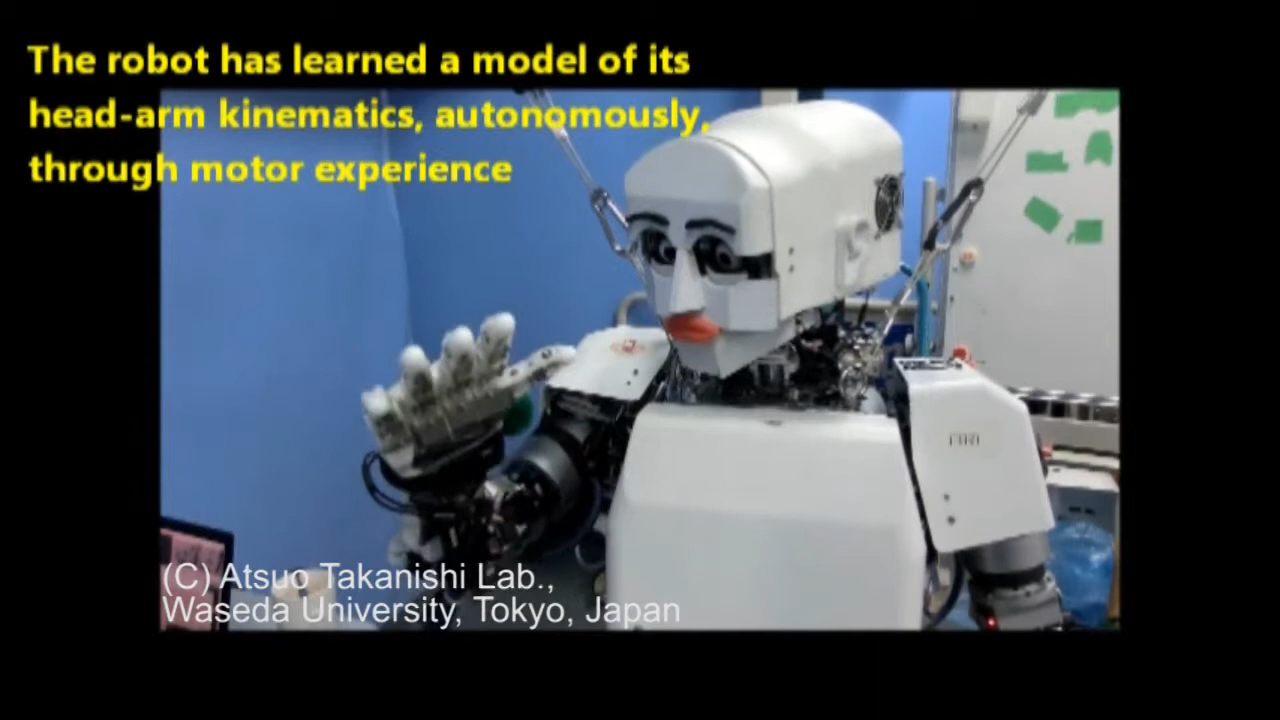 The robot has learned a model of its
head-arm kinematics, autonomously,
through motor experience
(C) Atsuo Takanishi Lab.,
Waseda University, Tokyo, Japan